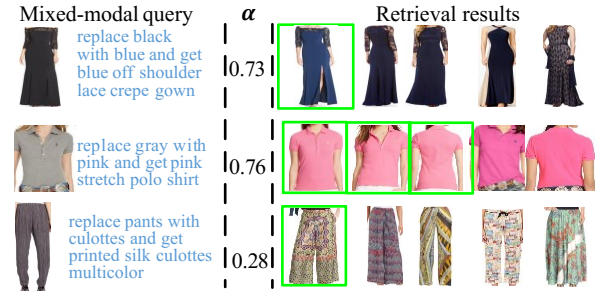 Mixed-modal query α Retrieval results
replace black
with blue and get
blue off shoulder
lace crepe gown
0.73
replace gray with
pink and get pink
stretch polo shirt
0.76
replace pants with
culottes and get
printed silk culottes
multicolor
0.28